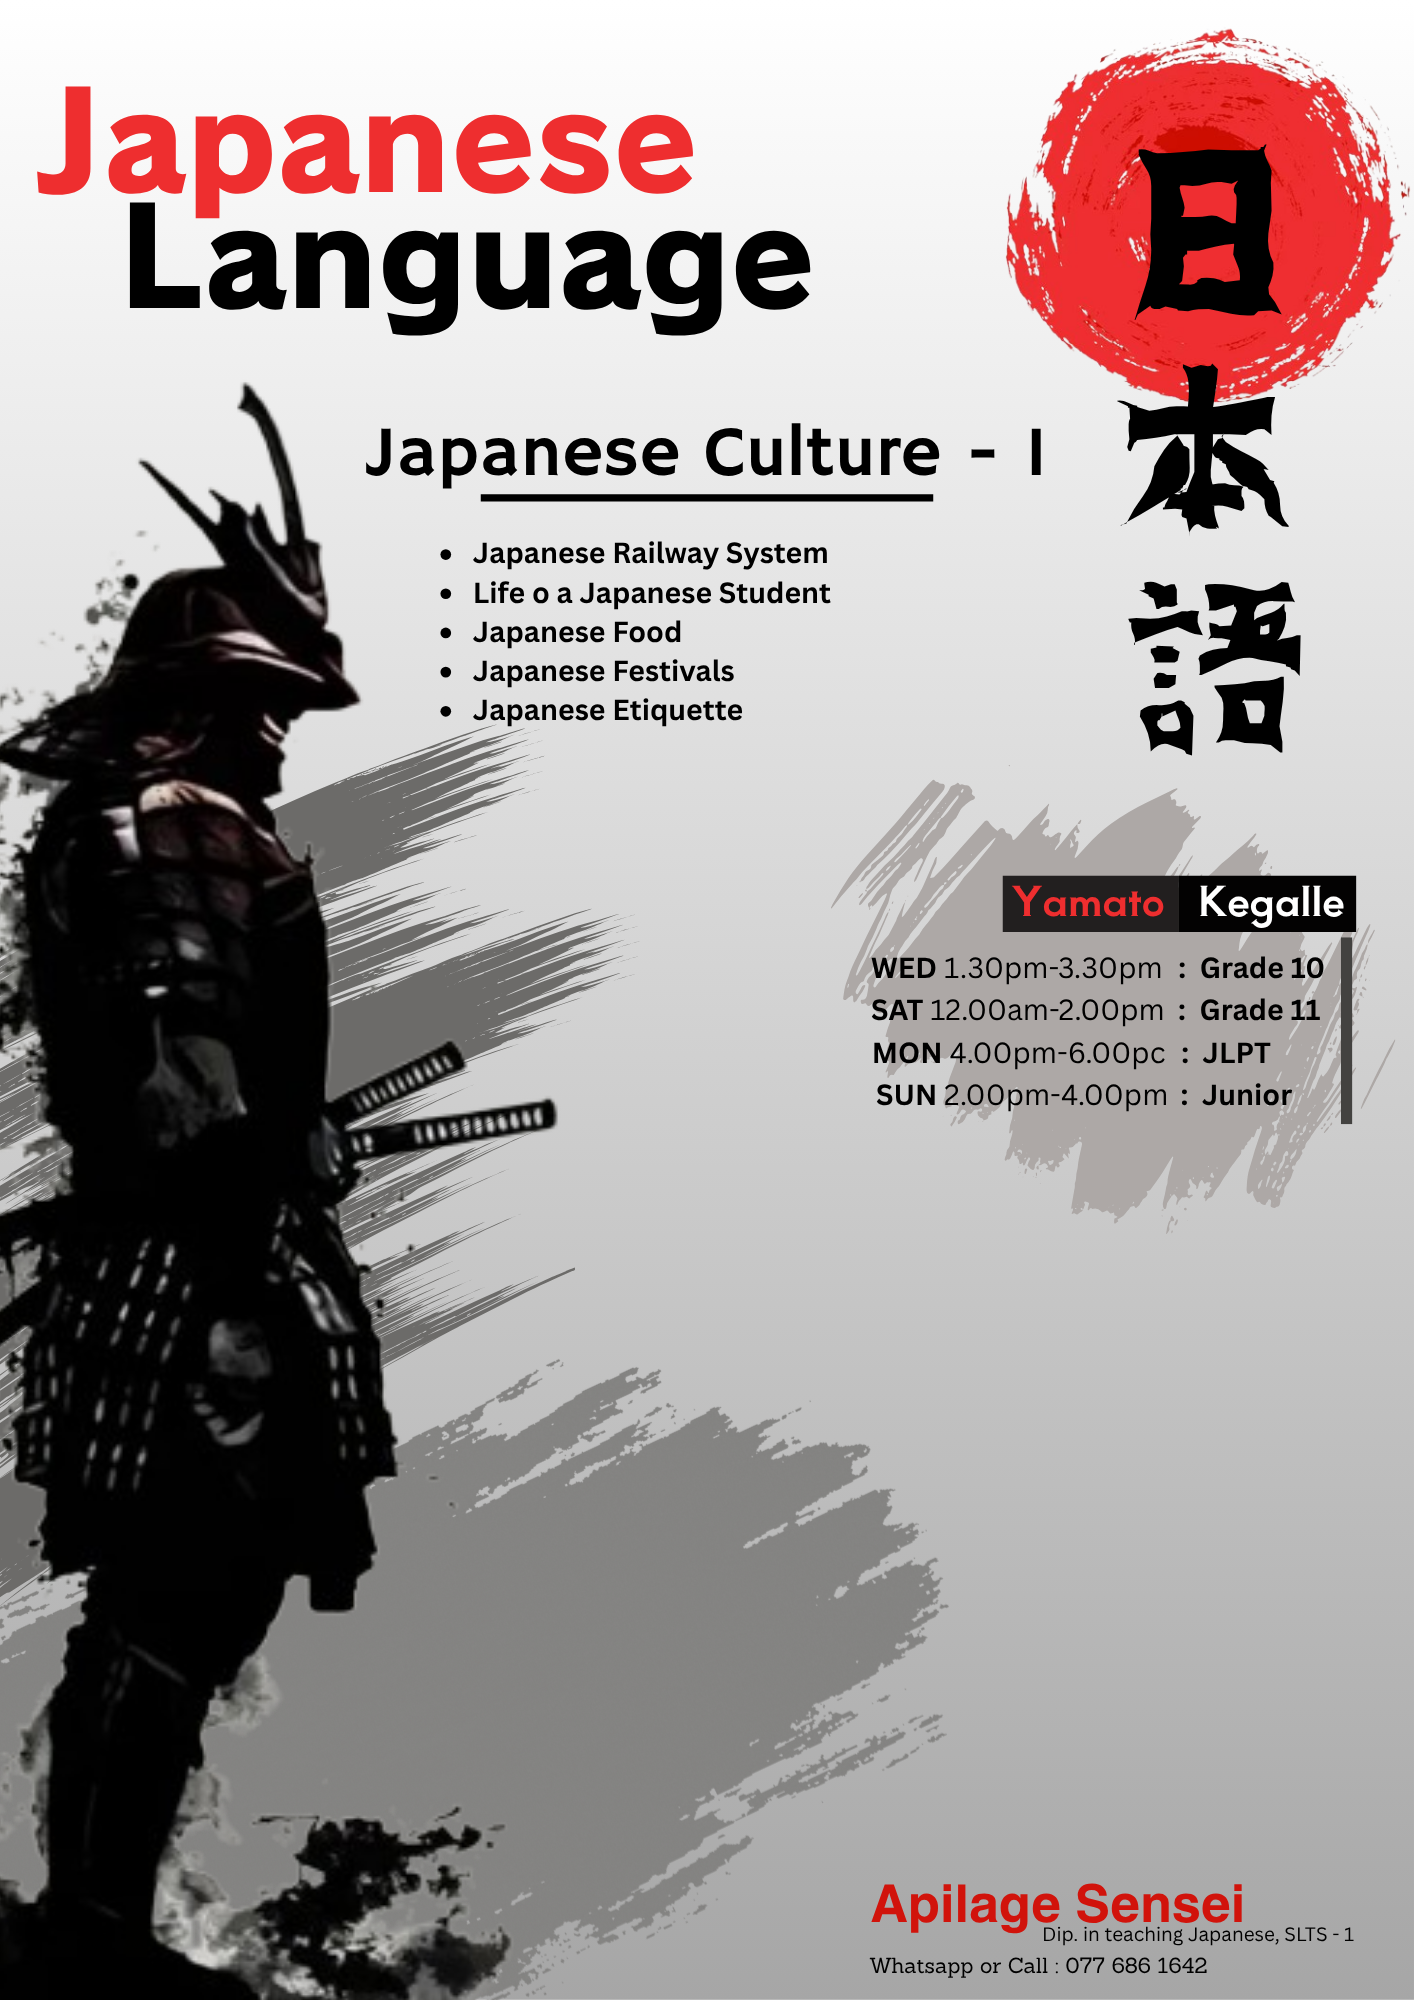 Japanese
Language
日
本
語
Japanese Culture - I
• Japanese Railway System
• Life o a Japanese Student
• Japanese Food
• Japanese Festivals
• Japanese Etiquette
Yamato Kegalle
WED 1.30pm-3.30pm : Grade 10
SAT 12.00am-2.00pm : Grade 11
MON 4.00pm-6.00pc : JLPT
SUN 2.00pm-4.00pm : Junior
Apilage Sensei
Dip. in teaching Japanese, SLTS - 1
Whatsapp or Call : 077 686 1642